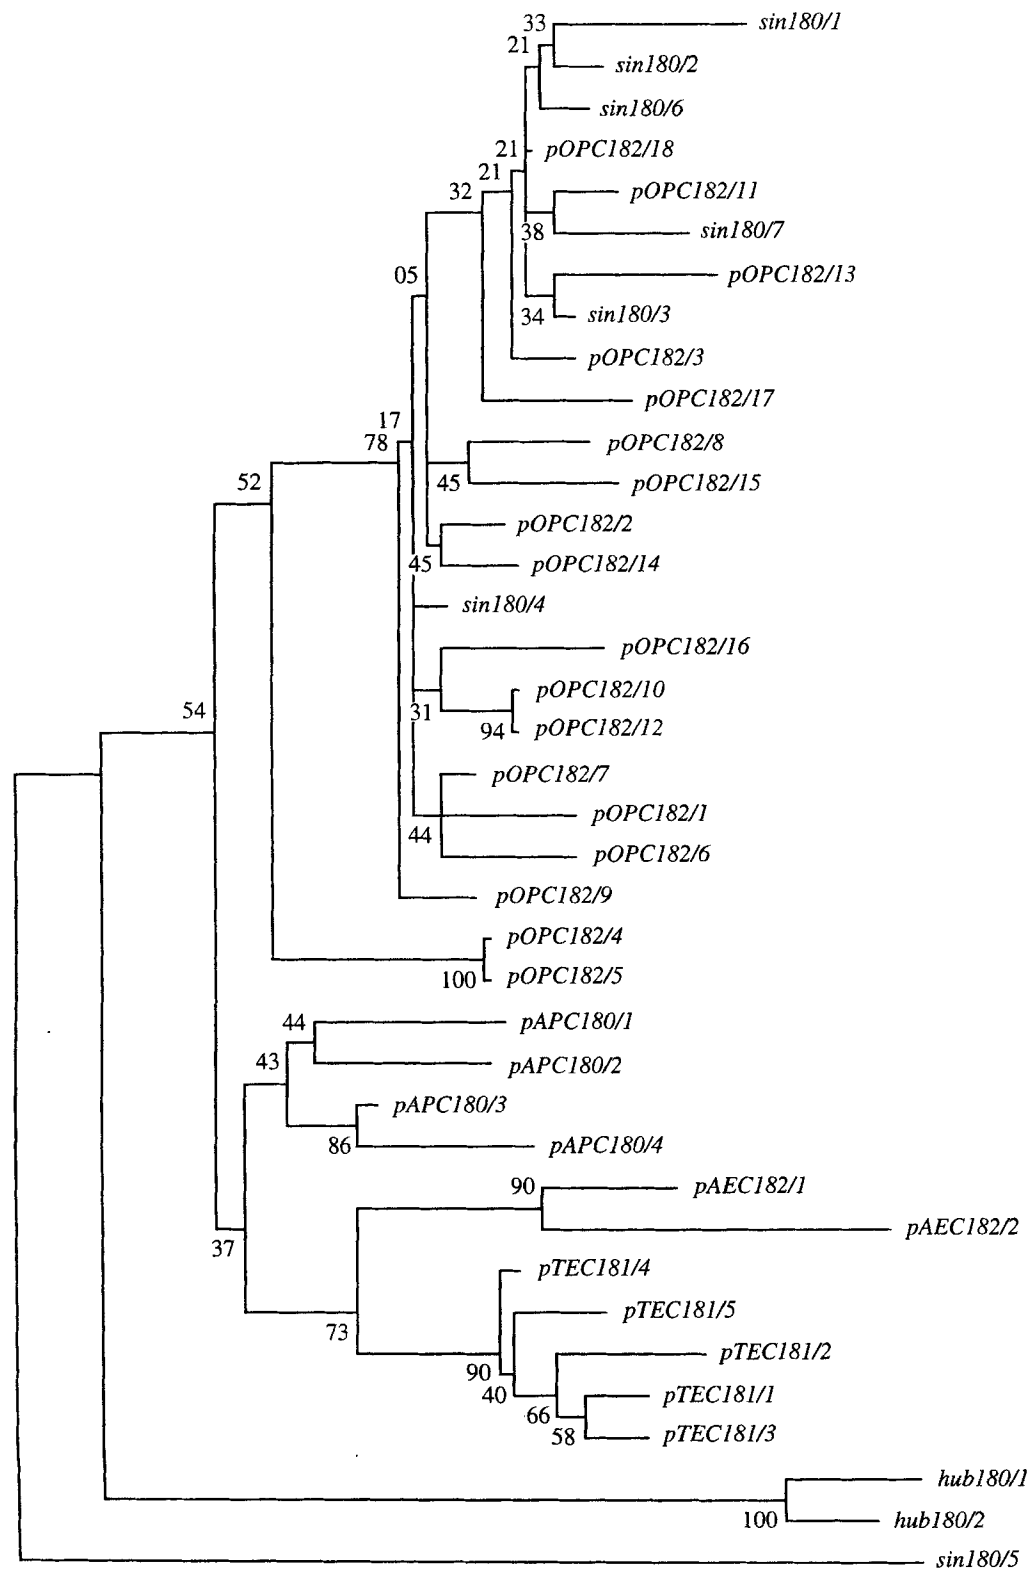 33
sin180/1
21
sin180/2
sin180/6
21
pOPC182/18
21
32
pOPC182/11
38
sin180/7
05
pOPC182/13
34
sin180/3
pOPC182/3
pOPC182/17
17
78
pOPC182/8
52
45
pOPC182/15
pOPC182/2
45
pOPC182/14
sin180/4
pOPC182/16
54
31
pOPC182/10
94
pOPC182/12
pOPC182/7
44
pOPC182/1
pOPC182/6
pOPC182/9
pOPC182/4
100
pOPC182/5
44
pAPC180/1
43
pAPC180/2
pAPC180/3
86
pAPC180/4
90
pAEC182/1
37
pAEC182/2
pTEC181/4
73
pTEC181/5
90
pTEC181/2
40
pTEC181/1
66
58
pTEC181/3
hub180/1
100
hub180/2
sin180/5